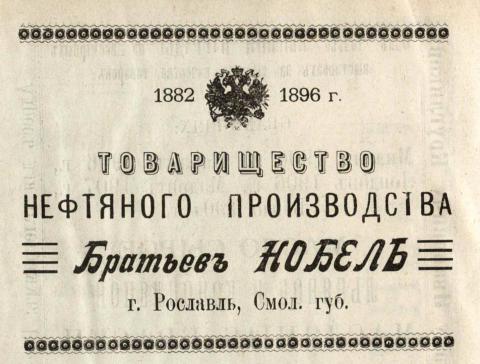 1882 1896 г.
ТОВАРИЩЕСТВО
НЕФТЯНОГО ПРОИЗВОДСТВА
Братьевъ НОБЕЛЬ
г. Рославль, Смол. губ.